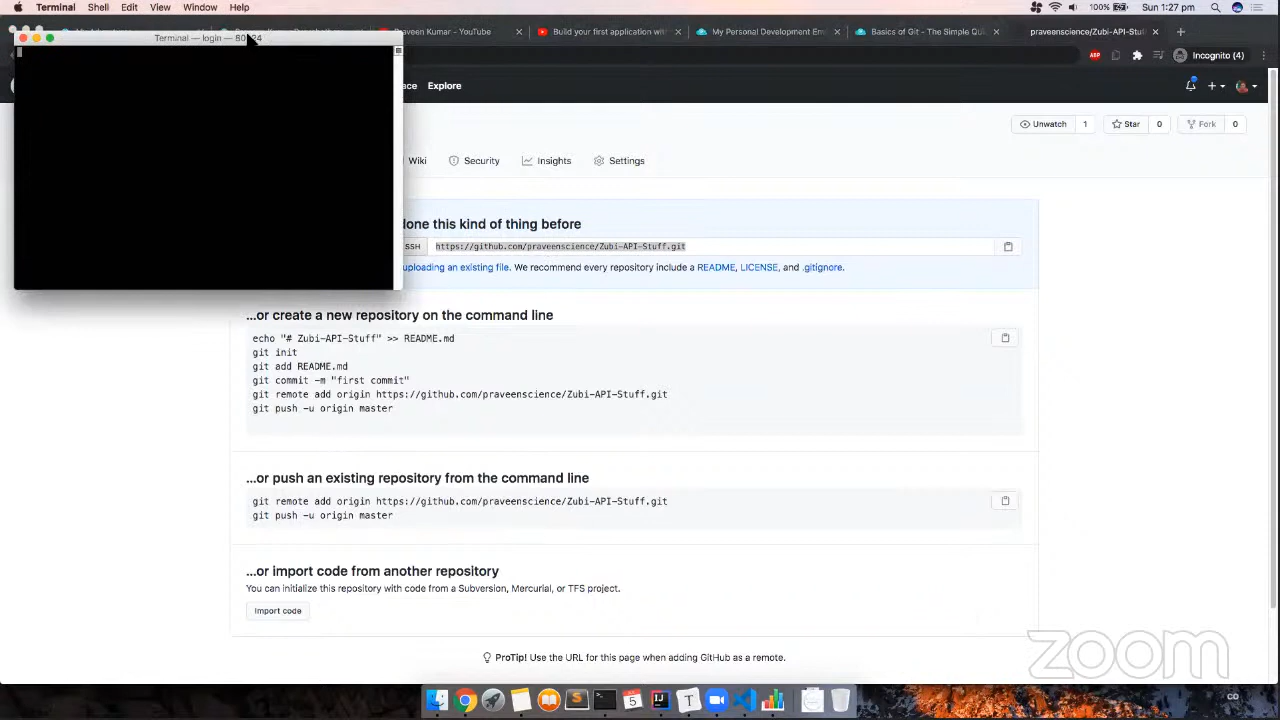 Terminal Shell Edit View Window Help
100% Sun 1:27 pm
Praveen Kumar - YouTube
Build your first application with
My Personal Development En
Basics of Git - The Simple Qu
praveenscience/Zubi-API-Stu
Terminal — login — 80
Incognito (4)
Explore
Unwatch 1 Star 0 Fork 0
Wiki Security Insights Settings
done this kind of thing before
SSH https://github.com/praveenscience/Zubi-API-Stuff.git
uploading an existing file. We recommend every repository include a README, LICENSE, and .gitignore.
...or create a new repository on the command line
echo "# Zubi-API-Stuff" >> README.md
git init
git add README.md
git commit -m "first commit"
git remote add origin https://github.com/praveenscience/Zubi-API-Stuff.git
git push -u origin master
...or push an existing repository from the command line
git remote add origin https://github.com/praveenscience/Zubi-API-Stuff.git
git push -u origin master
...or import code from another repository
You can initialize this repository with code from a Subversion, Mercurial, or TFS project.
Import code
ProTip! Use the URL for this page when adding GitHub as a remote.
zoom